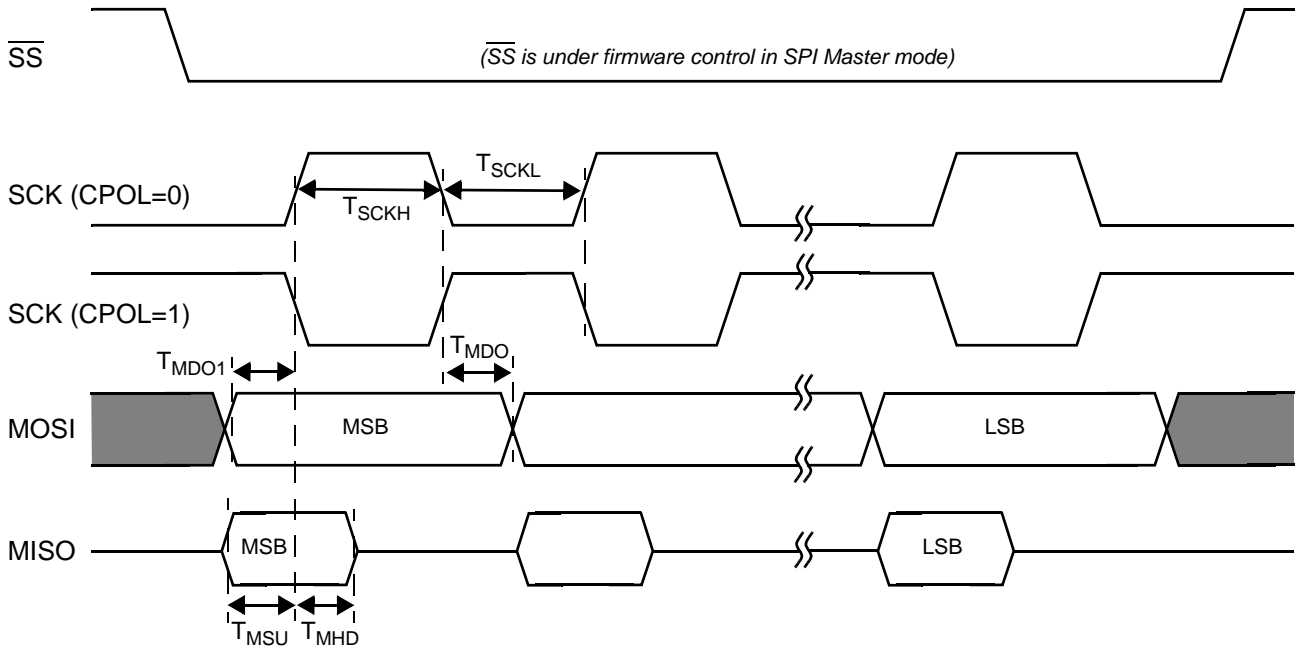 SS
(SS is under firmware control in SPI Master mode)
SCK (CPOL=0)
TSCKH
TSCKL
SCK (CPOL=1)
TMDO1
TMDO
MOSI
MSB
LSB
MISO
MSB
LSB
TMSU
TMHD